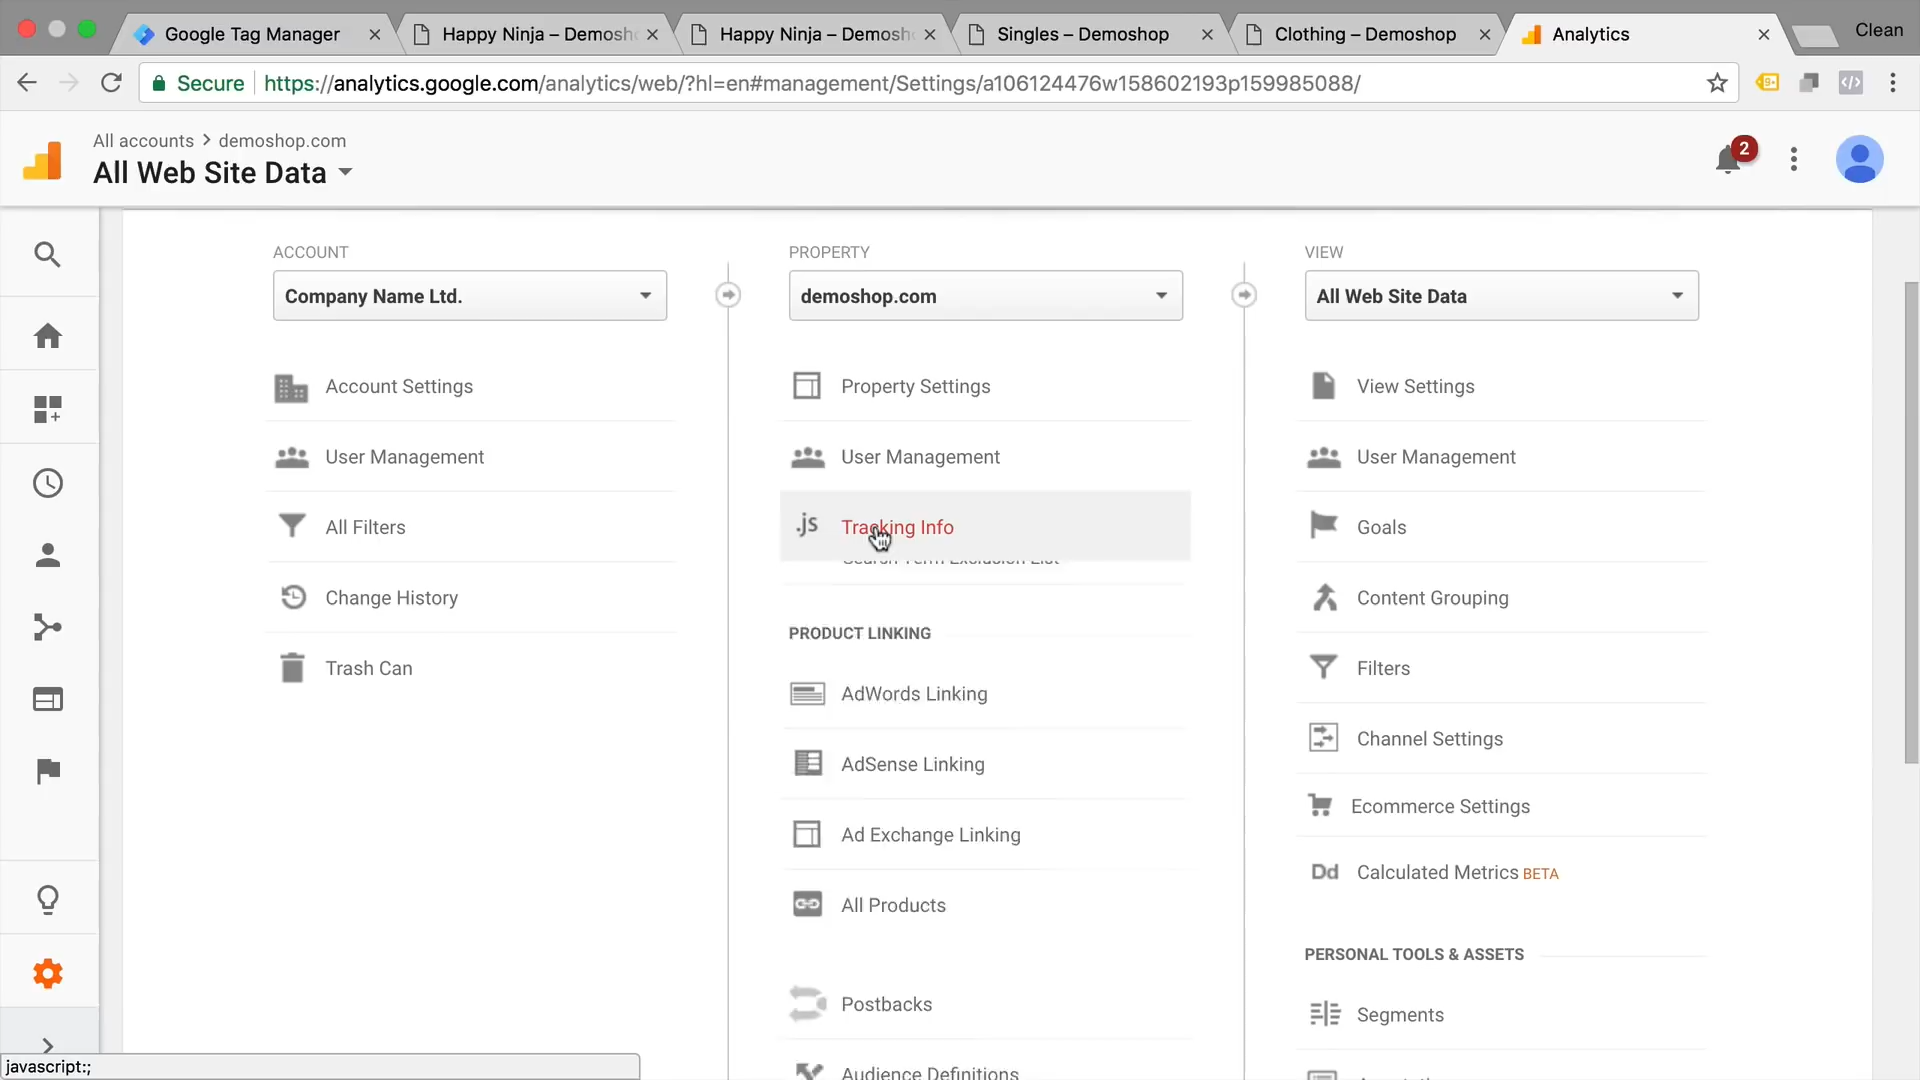 Google Tag Manager
Happy Ninja – Demosh
Happy Ninja – Demosh
Singles – Demoshop
Clothing – Demoshop
Analytics
Clean
Secure
https://analytics.google.com/analytics/web/?hl=en#management/Settings/a106124476w158602193p159985088/
All accounts > demoshop.com
All Web Site Data
2
ACCOUNT
Company Name Ltd.
Account Settings
User Management
All Filters
Change History
Trash Can
PROPERTY
demoshop.com
Property Settings
User Management
.js Tracking Info
Search Term Exclusion List
PRODUCT LINKING
AdWords Linking
AdSense Linking
Ad Exchange Linking
All Products
Postbacks
Audience Definitions
VIEW
All Web Site Data
View Settings
User Management
Goals
Content Grouping
Filters
Channel Settings
Ecommerce Settings
Dd Calculated Metrics BETA
PERSONAL TOOLS & ASSETS
Segments
javascript:;